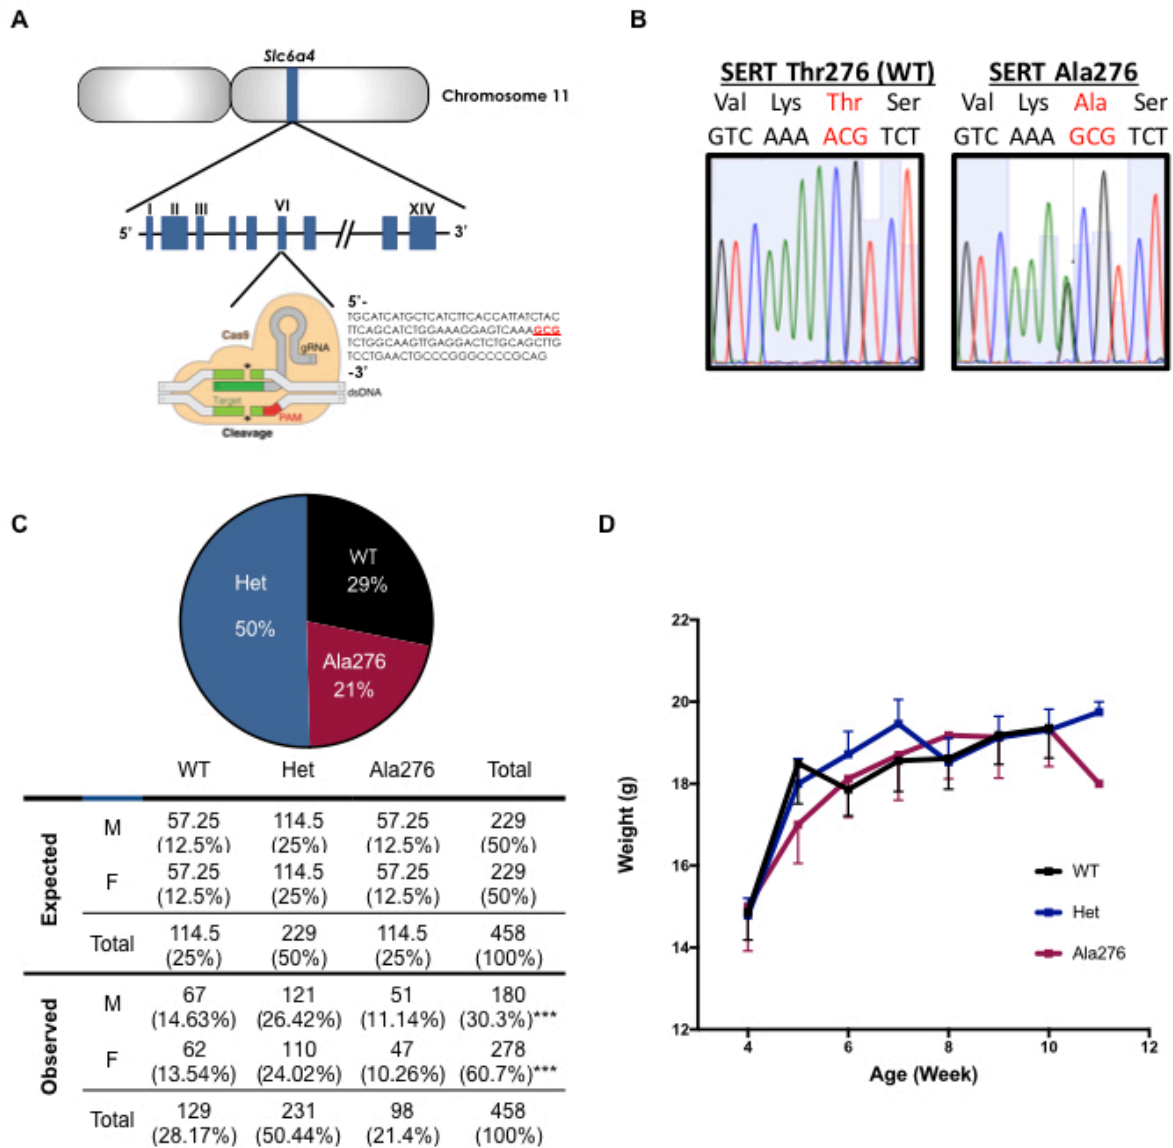 A
Slc6a4
Chromosome 11
I II III VI XIV
5' 3'
5'-
TGCATCATGCTCATCTTCACCATTATCTAC
TTCAGCATCTGGAAAGGAGTCAAAGCG
TCTGGCAAGTTGAGGACTCTGCAGCTTG
TCCTGAACTGCCCGGGCCCCGCAG
-3'
Cas9
gRNA
dsDNA
Target
PAM
Cleavage
B
SERT Thr276 (WT)
Val Lys Thr Ser
GTC AAA ACG TCT
SERT Ala276
Val Lys Ala Ser
GTC AAA GCG TCT
C
WT
29%
Het
50%
Ala276
21%
WT Het Ala276 Total
Expected
M 57.25 114.5 57.25 229
(12.5%) (25%) (12.5%) (50%)
F 57.25 114.5 57.25 229
(12.5%) (25%) (12.5%) (50%)
Total 114.5 229 114.5 458
(25%) (50%) (25%) (100%)
Observed
M 67 121 51 180
(14.63%) (26.42%) (11.14%) (30.3%)***
F 62 110 47 278
(13.54%) (24.02%) (10.26%) (60.7%)***
Total 129 231 98 458
(28.17%) (50.44%) (21.4%) (100%)
D
22
20
18
16
14
12
Weight (g)
WT
Het
Ala276
4 6 8 10 12
Age (Week)